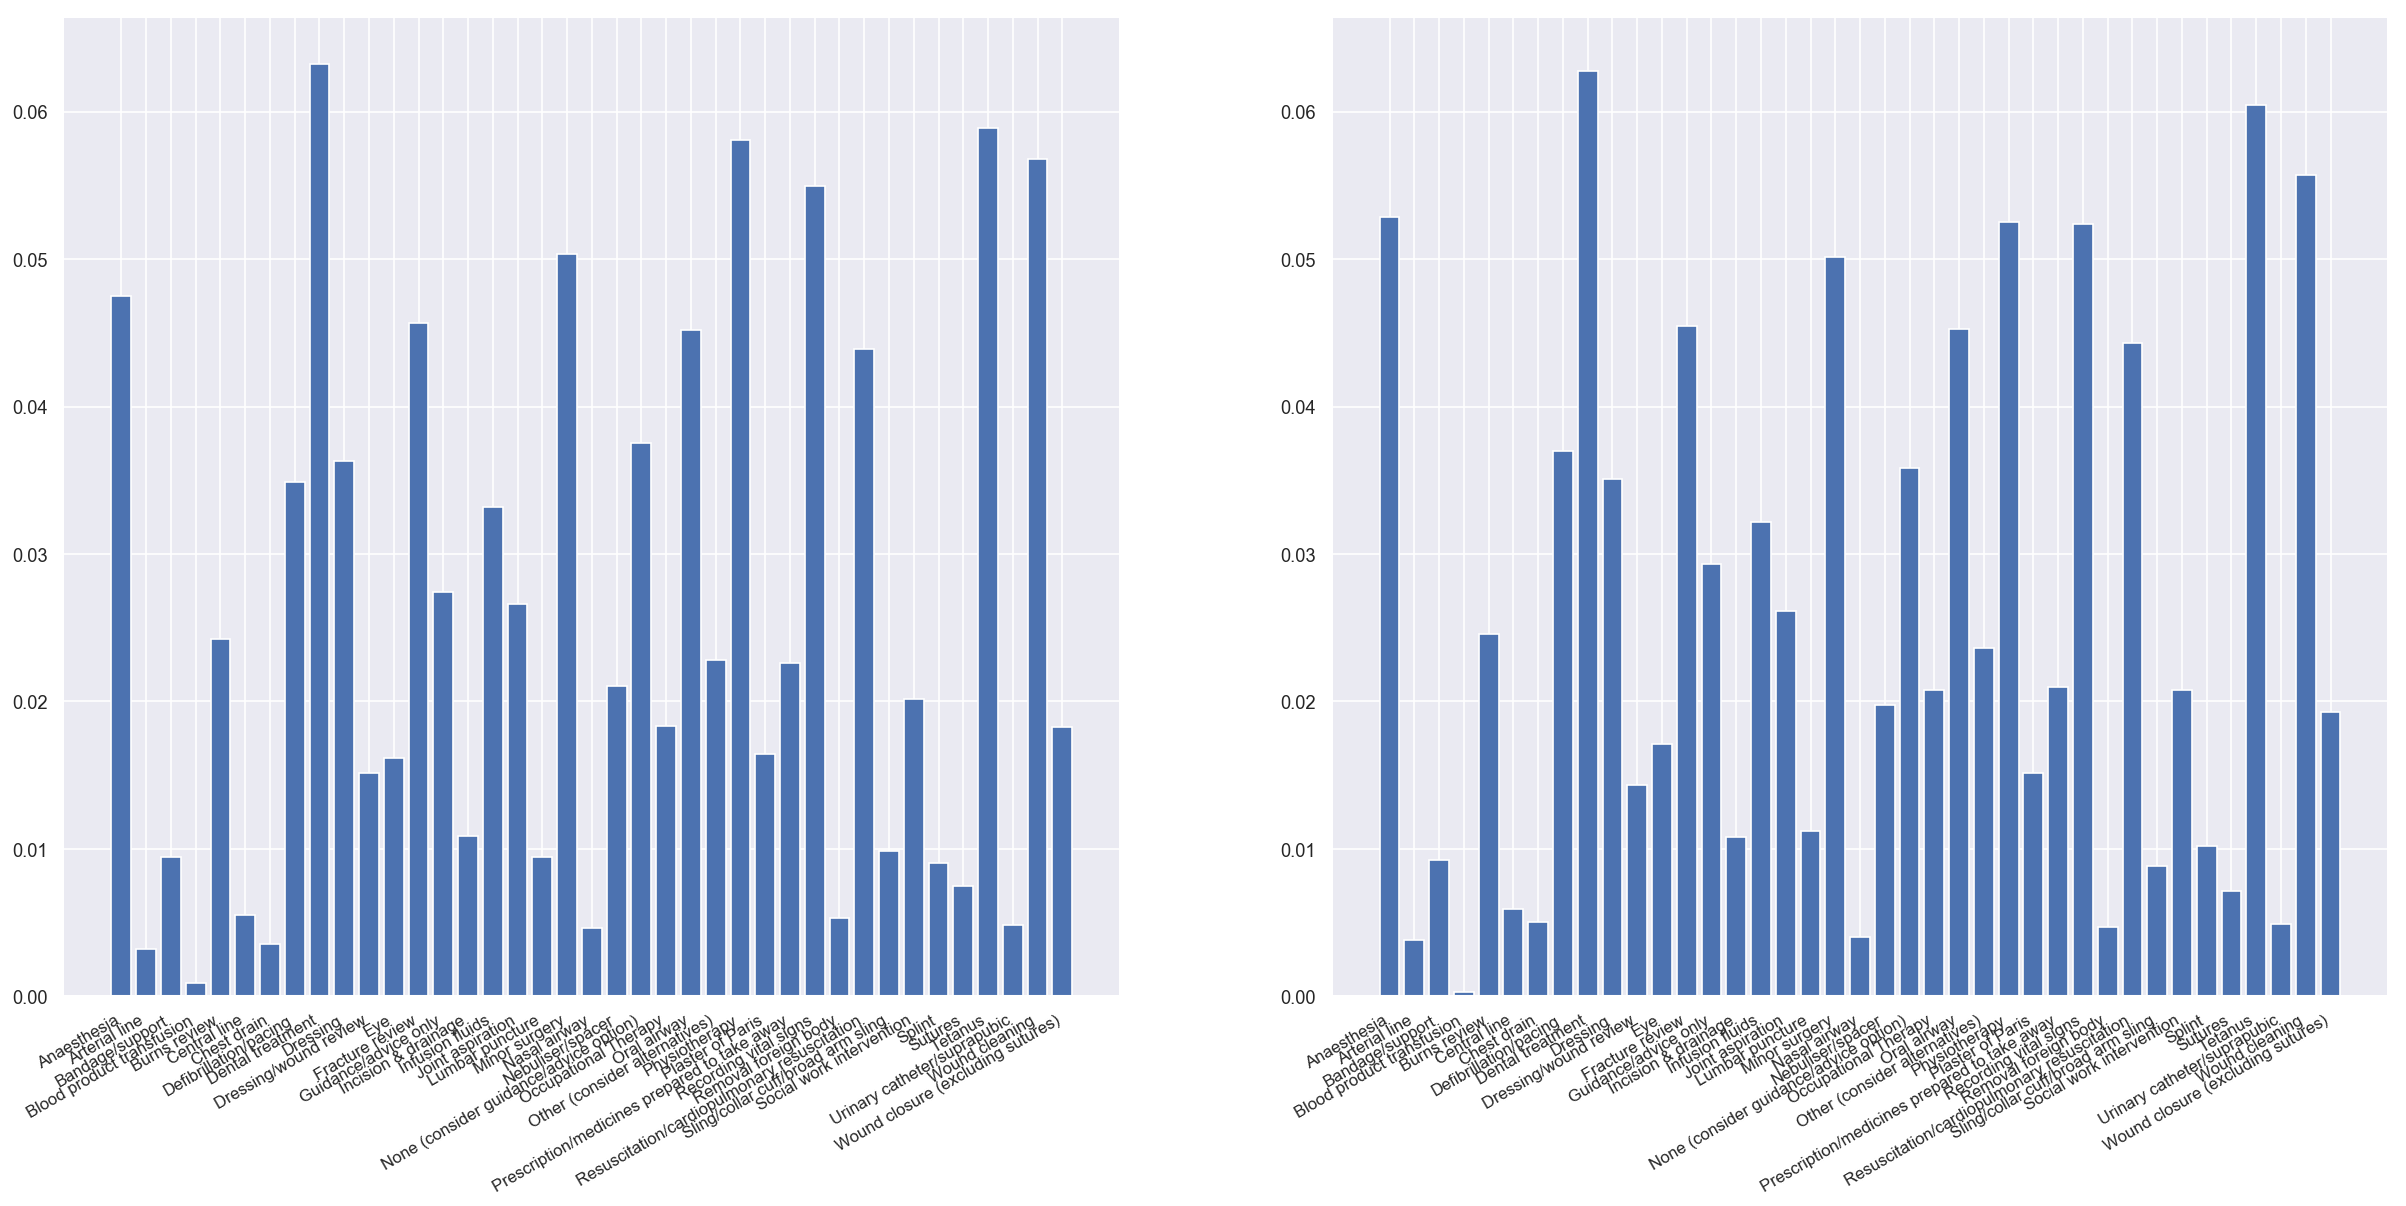 0.06
0.05
0.04
0.03
0.02
0.01
0.00
Anaesthesia
Arterial line
Bandage/support
Blood product transfusion
Burns review
Central line
Chest drain
Defibrillation/pacing
Dental treatment
Dressing
Dressing/wound review
Eye
Fracture review
Guidance/advice only
Incision & drainage
Infusion fluids
Joint aspiration
Lumbar puncture
Minor surgery
Nasal airway
Nebuliser/spacer
None (consider guidance/advice option)
Occupational Therapy
Oral airway
Other (consider alternatives)
Physiotherapy
Plaster of Paris
Prescription/medicines prepared to take away
Recording vital signs
Removal foreign body
Resuscitation/cardiopulmonary resuscitation
Sling/collar cuff/broad arm sling
Social work intervention
Splint
Sutures
Tetanus
Urinary catheter/suprapubic
Wound cleaning
Wound closure (excluding sutures)
0.06
0.05
0.04
0.03
0.02
0.01
0.00
Anaesthesia
Arterial line
Bandage/support
Blood product transfusion
Burns review
Central line
Chest drain
Defibrillation/pacing
Dental treatment
Dressing
Dressing/wound review
Eye
Fracture review
Guidance/advice only
Incision & drainage
Infusion fluids
Joint aspiration
Lumbar puncture
Minor surgery
Nasal airway
Nebuliser/spacer
None (consider guidance/advice option)
Occupational Therapy
Oral airway
Other (consider alternatives)
Physiotherapy
Plaster of Paris
Prescription/medicines prepared to take away
Recording vital signs
Removal foreign body
Resuscitation/cardiopulmonary resuscitation
Sling/collar cuff/broad arm sling
Social work intervention
Splint
Sutures
Tetanus
Urinary catheter/suprapubic
Wound cleaning
Wound closure (excluding sutures)